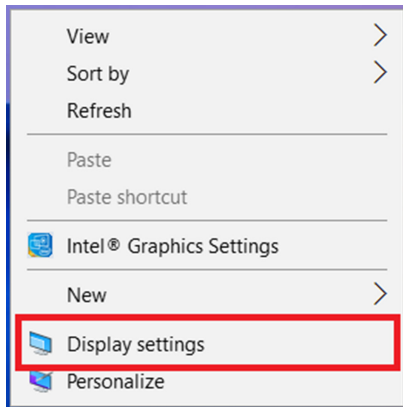 View
Sort by
Refresh
Paste
Paste shortcut
Intel® Graphics Settings
New
Display settings
Personalize